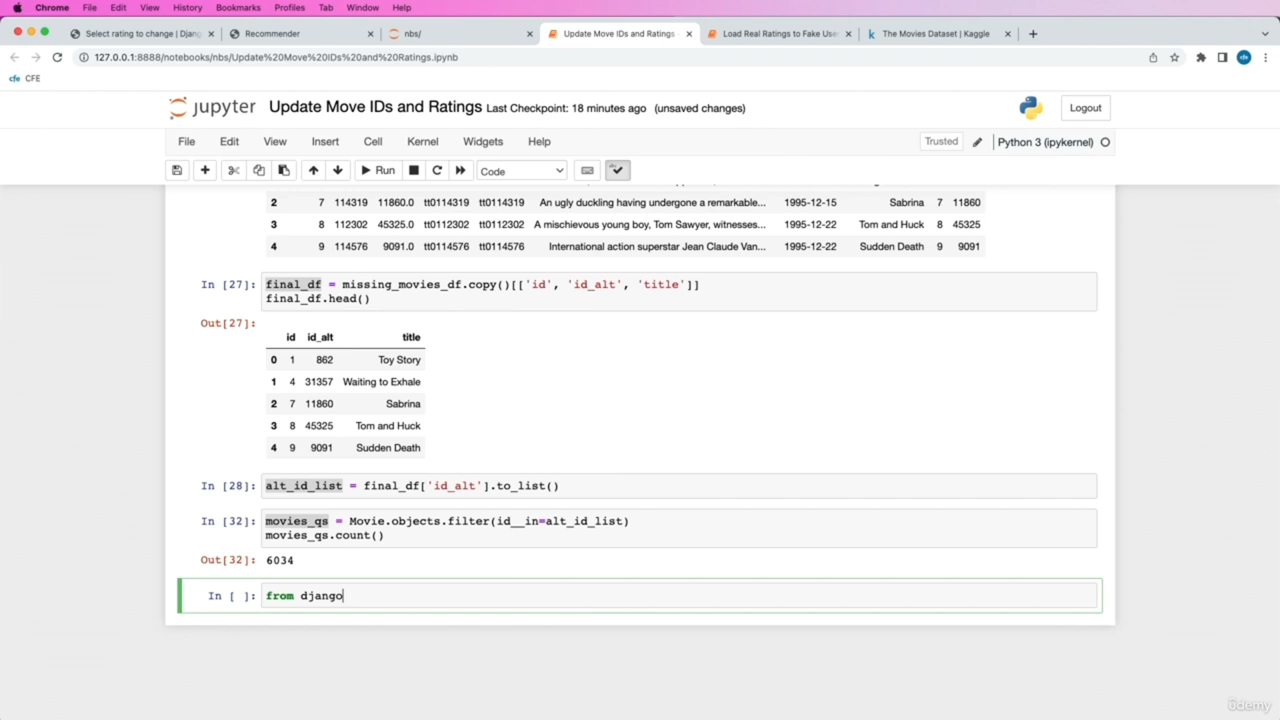 Chrome File Edit View History Bookmarks Profiles Tab Window Help
Select rating to change | Djang Recommender nbs/ Update Move IDs and Ratings Load Real Ratings to Fake User The Movies Dataset | Kaggle
127.0.0.1:8888/notebooks/nbs/Update%20Move%20IDs%20and%20Ratings.ipynb
cfe CFE
jupyter Update Move IDs and Ratings Last Checkpoint: 18 minutes ago (unsaved changes) Logout
File Edit View Insert Cell Kernel Widgets Help Trusted Python 3 (ipykernel)
Run Code
2 7 114319 11860.0 tt0114319 An ugly duckling having undergone a remarkable... 1995-12-15 Sabrina 7 11860
3 8 112302 45325.0 tt0112302 A mischievous young boy, Tom Sawyer, witnesses... 1995-12-22 Tom and Huck 8 45325
4 9 114576 9091.0 tt0114576 International action superstar Jean Claude Van... 1995-12-22 Sudden Death 9 9091
In [27]: final_df = missing_movies_df.copy()[['id', 'id_alt', 'title']]
final_df.head()
Out[27]:
id id_alt title
0 1 862 Toy Story
1 4 31357 Waiting to Exhale
2 7 11860 Sabrina
3 8 45325 Tom and Huck
4 9 9091 Sudden Death
In [28]: alt_id_list = final_df['id_alt'].to_list()
In [32]: movies_qs = Movie.objects.filter(id__in=alt_id_list)
movies_qs.count()
Out[32]: 6034
In [ ]: from django
ûdemy